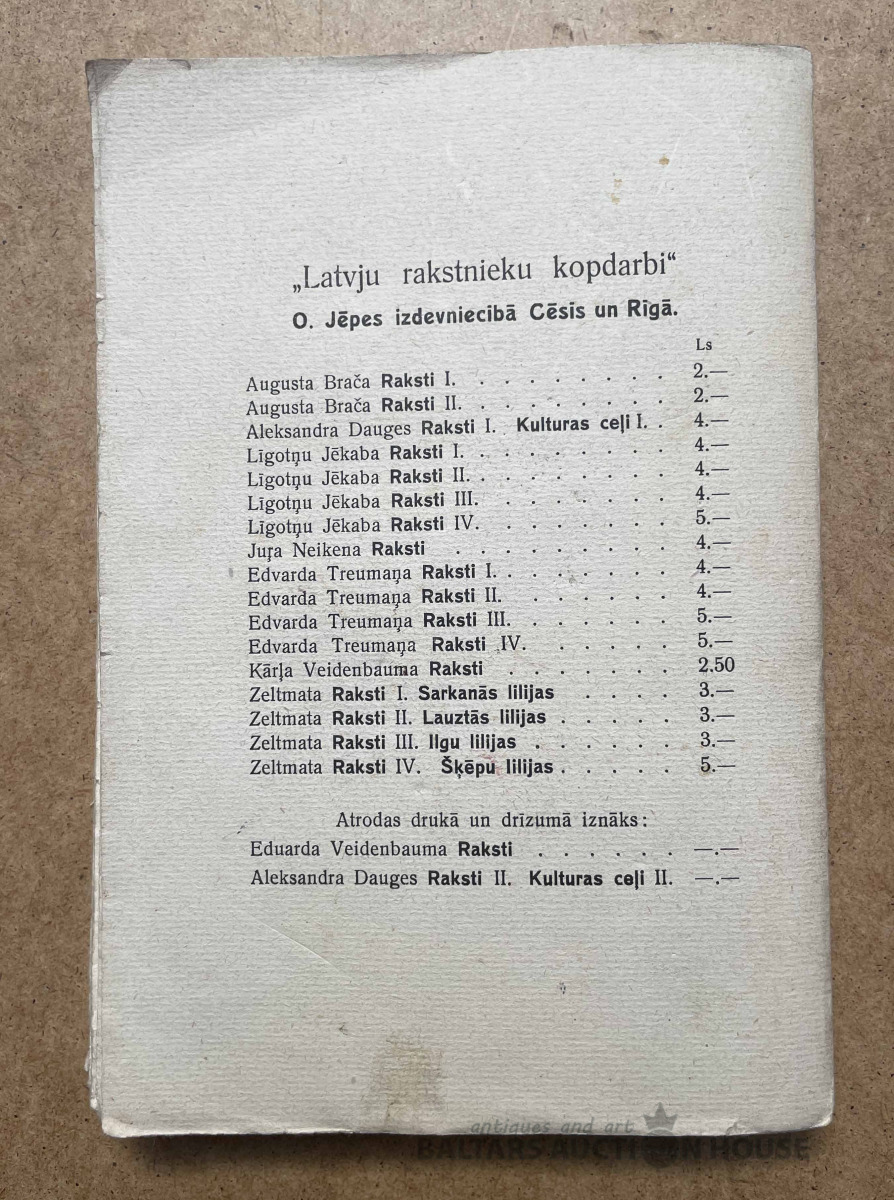 „Latvju rakstnieku kopdarbi“
O. Jēpes izdevniecībā Cēsīs un Rīgā.
Ls
Augusta Brača Raksti I. . . . . . . . . 2.—
Augusta Brača Raksti II. . . . . . . . . 2.—
Aleksandra Dauges Raksti I. Kulturas ceļi I. . 4.—
Līgotņu Jēkaba Raksti I. . . . . . . . . 4.—
Līgotņu Jēkaba Raksti II. . . . . . . . . 4.—
Līgotņu Jēkaba Raksti III. . . . . . . . 4.—
Līgotņu Jēkaba Raksti IV. . . . . . . . 5.—
Juŗa Neikena Raksti . . . . . . . . . 4.—
Edvarda Treumaņa Raksti I. . . . . . . . 4.—
Edvarda Treumaņa Raksti II. . . . . . . 4.—
Edvarda Treumaņa Raksti III. . . . . . . 5.—
Edvarda Treumaņa Raksti IV. . . . . . 5.—
Kārļa Veidenbauma Raksti . . . . . . . 2.50
Zeltmata Raksti I. Sarkanās lilijas . . . . 3.—
Zeltmata Raksti II. Lauztās lilijas . . . . . 3.—
Zeltmata Raksti III. Ilgu lilijas . . . . . . 3.—
Zeltmata Raksti IV. Šķēpu lilijas . . . . . 5.—
Atrodas drukā un drīzumā iznāks:
Eduarda Veidenbauma Raksti . . . . . . —.—
Aleksandra Dauges Raksti II. Kulturas ceļi II. —.—
antiques and art
BALTARS AUCTION HOUSE